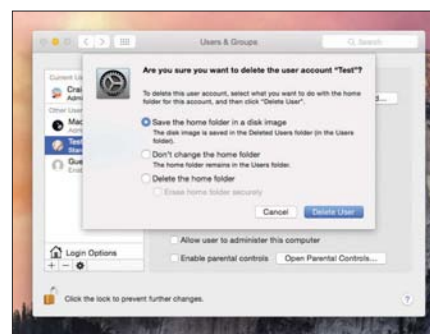 Users & Groups
Search
Are you sure you want to delete the user account “Test”?
To delete this user account, select what you want to do with the home
folder for this account, and then click “Delete User”.
Save the home folder in a disk image
The disk image is saved in the Deleted Users folder (in the Users
folder).
Don’t change the home folder
The home folder remains in the Users folder.
Delete the home folder
Erase home folder securely
Cancel
Delete User
Current
Crai
Admi
Other User
Mac
Admi
Test
Gue
Allow user to administer this computer
Enable parental controls
Open Parental Controls...
Login Options
Click the lock to prevent further changes.
?